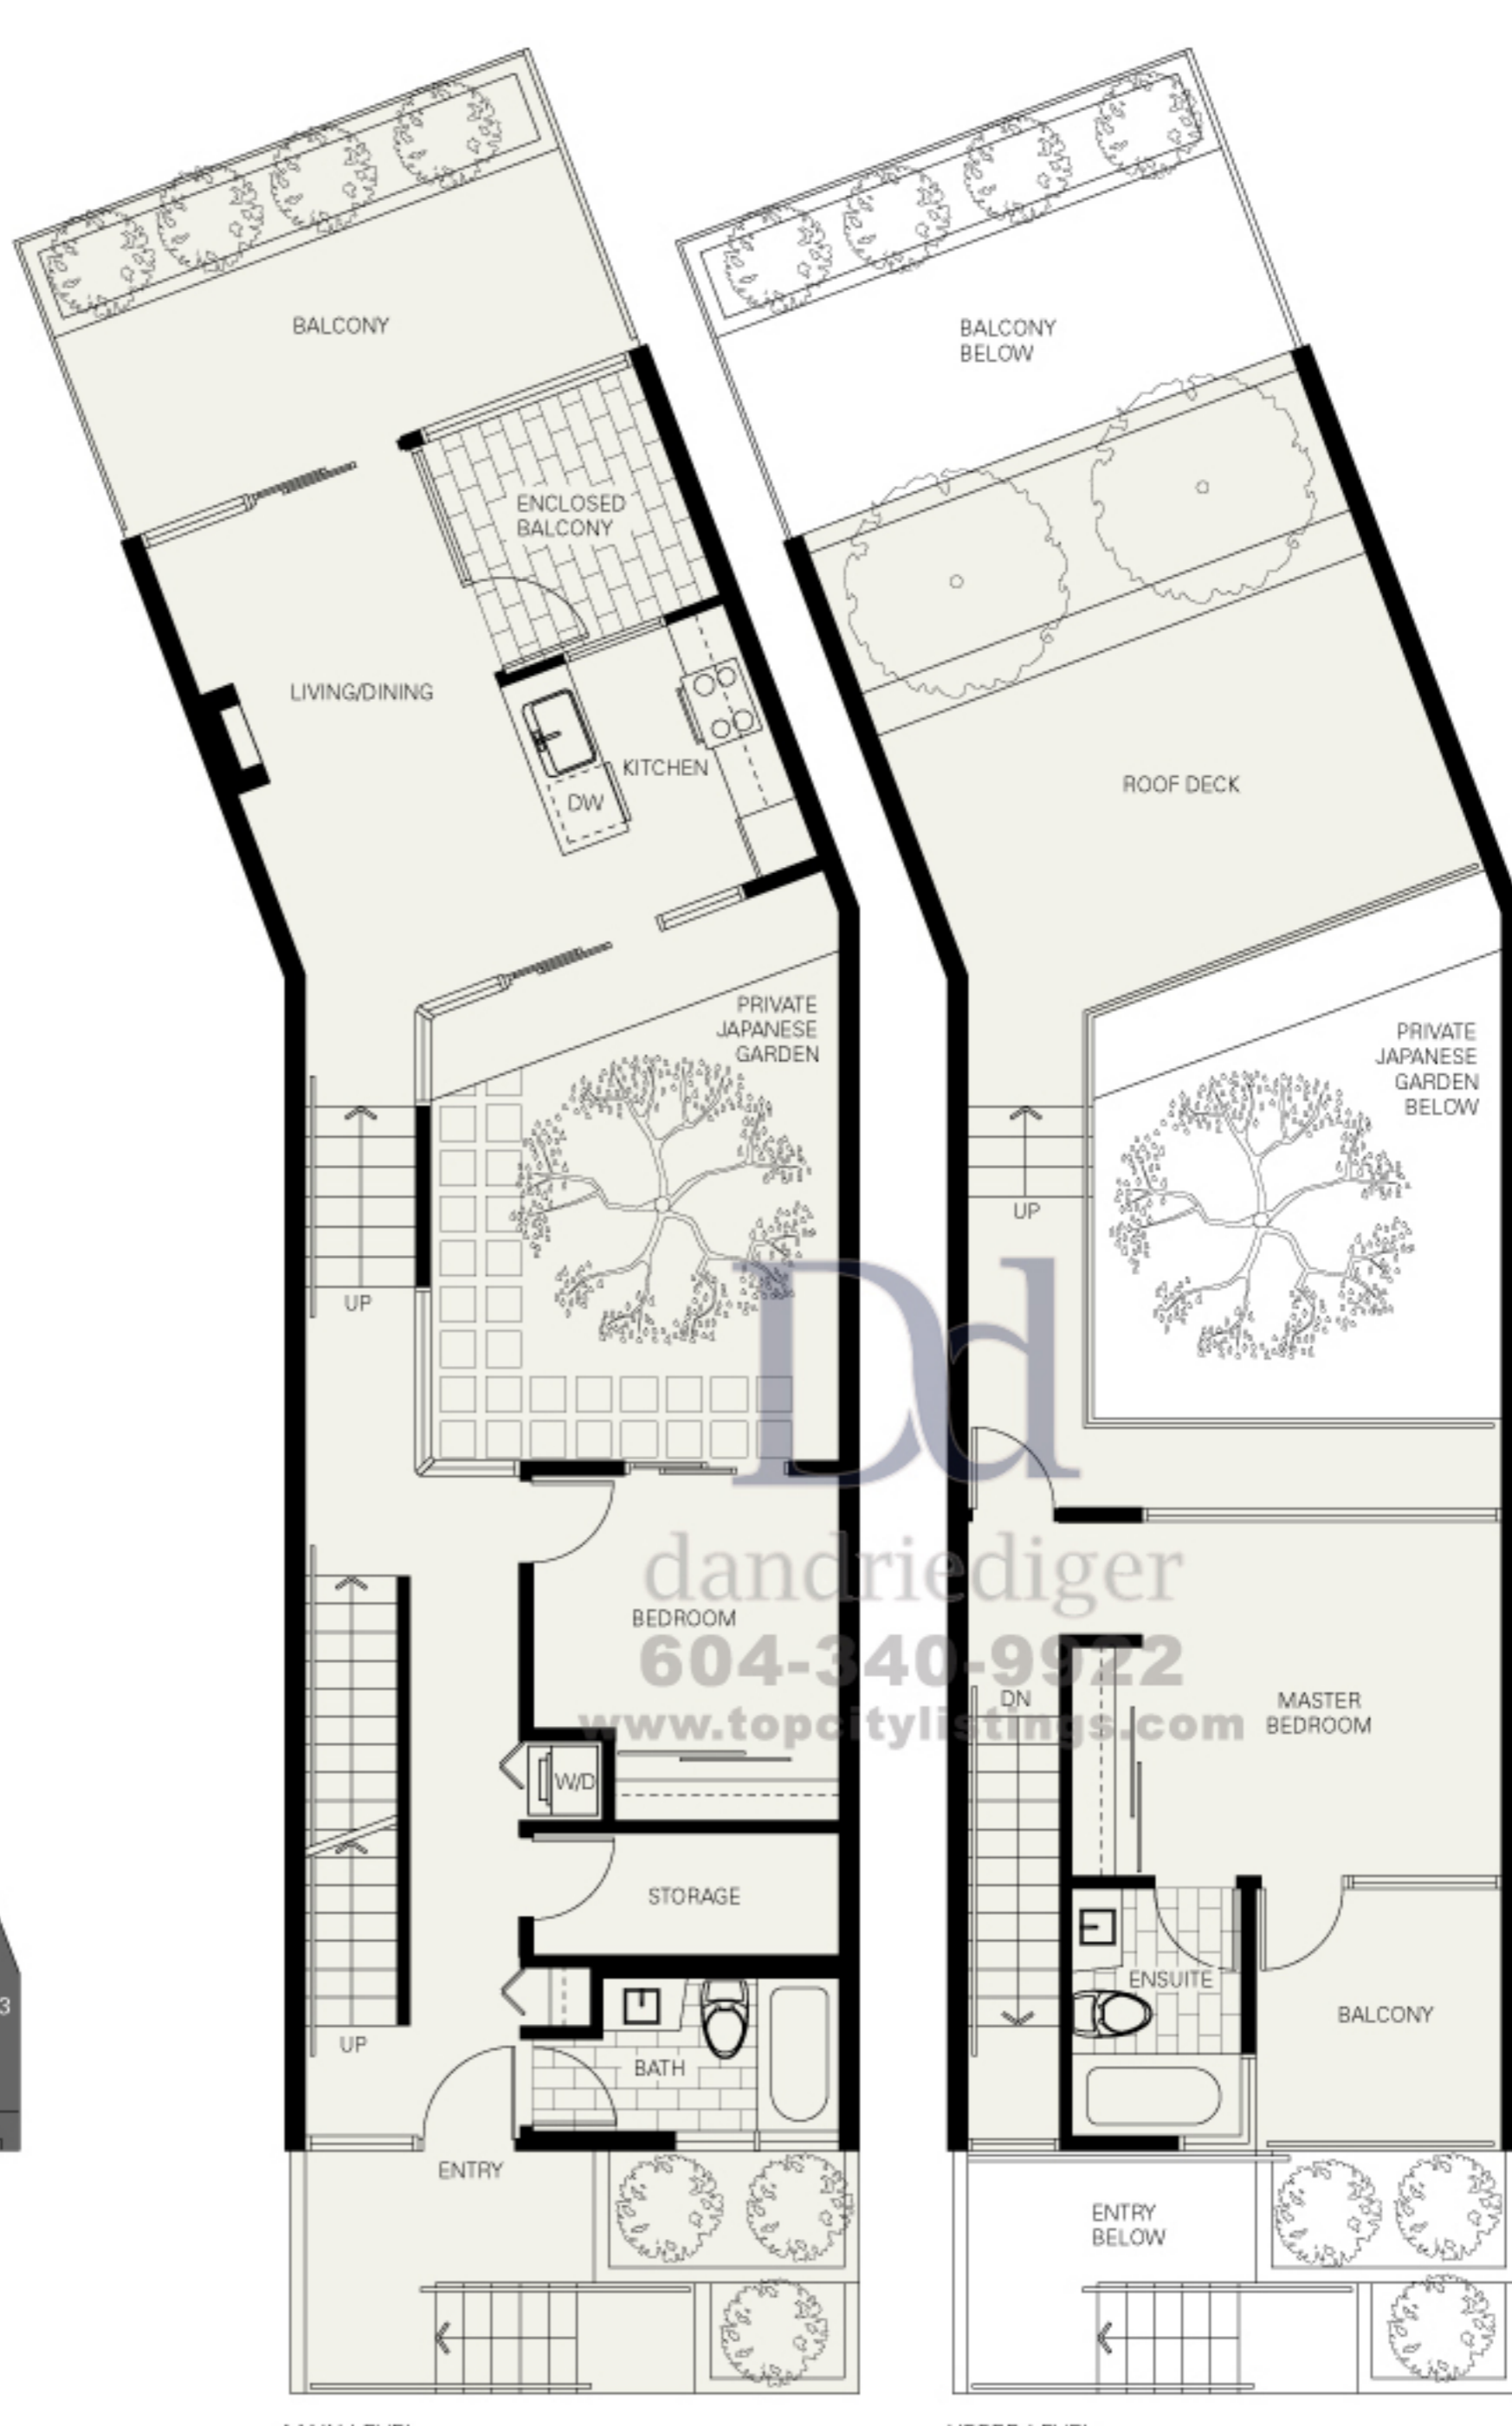 BALCONY
ENCLOSED
BALCONY
LIVING/DINING
KITCHEN
DW
PRIVATE
JAPANESE
GARDEN
UP
BEDROOM
W/D
STORAGE
UP
BATH
ENTRY
BALCONY
BELOW
ROOF DECK
PRIVATE
JAPANESE
GARDEN
BELOW
UP
DN
MASTER
BEDROOM
ENSUITE
BALCONY
ENTRY
BELOW
Dd
dandriediger
604-340-9922
www.topcitylistings.com
3